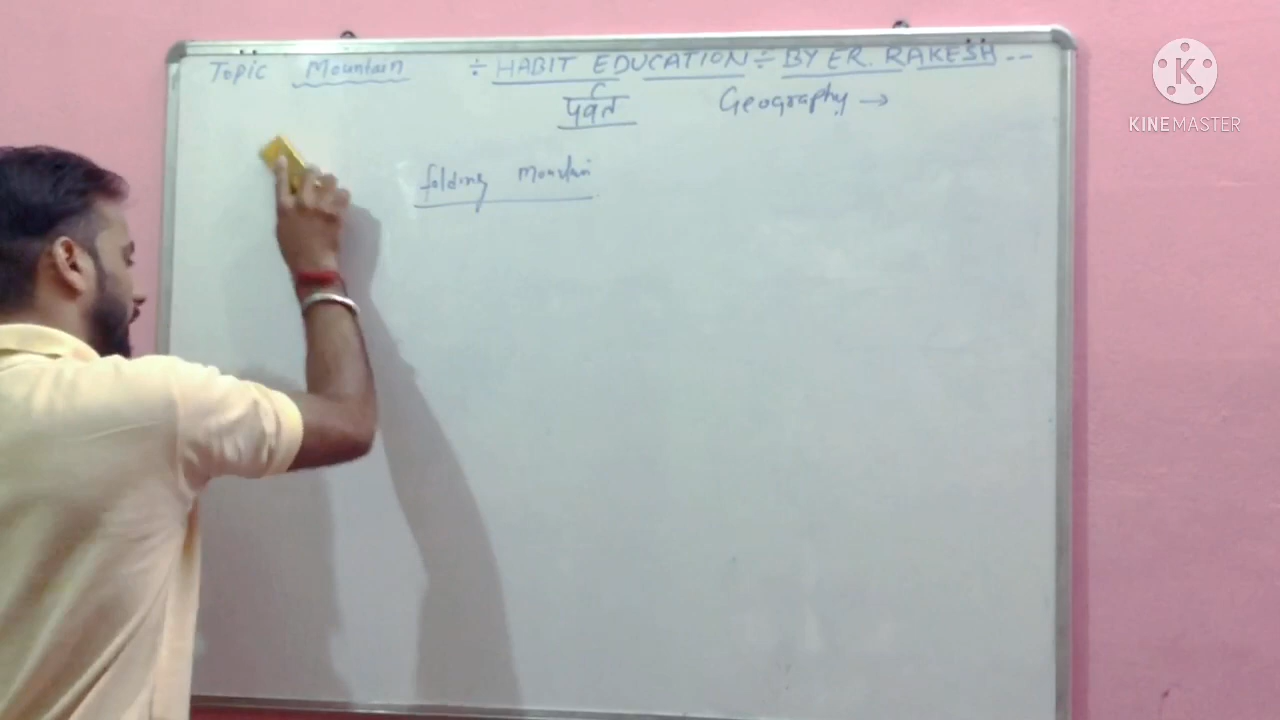 Topic Mountain ÷ HABIT EDUCATION ÷ BY ER. RAKESH --
पर्वत Geography →
folding Mountain
KINEMASTER